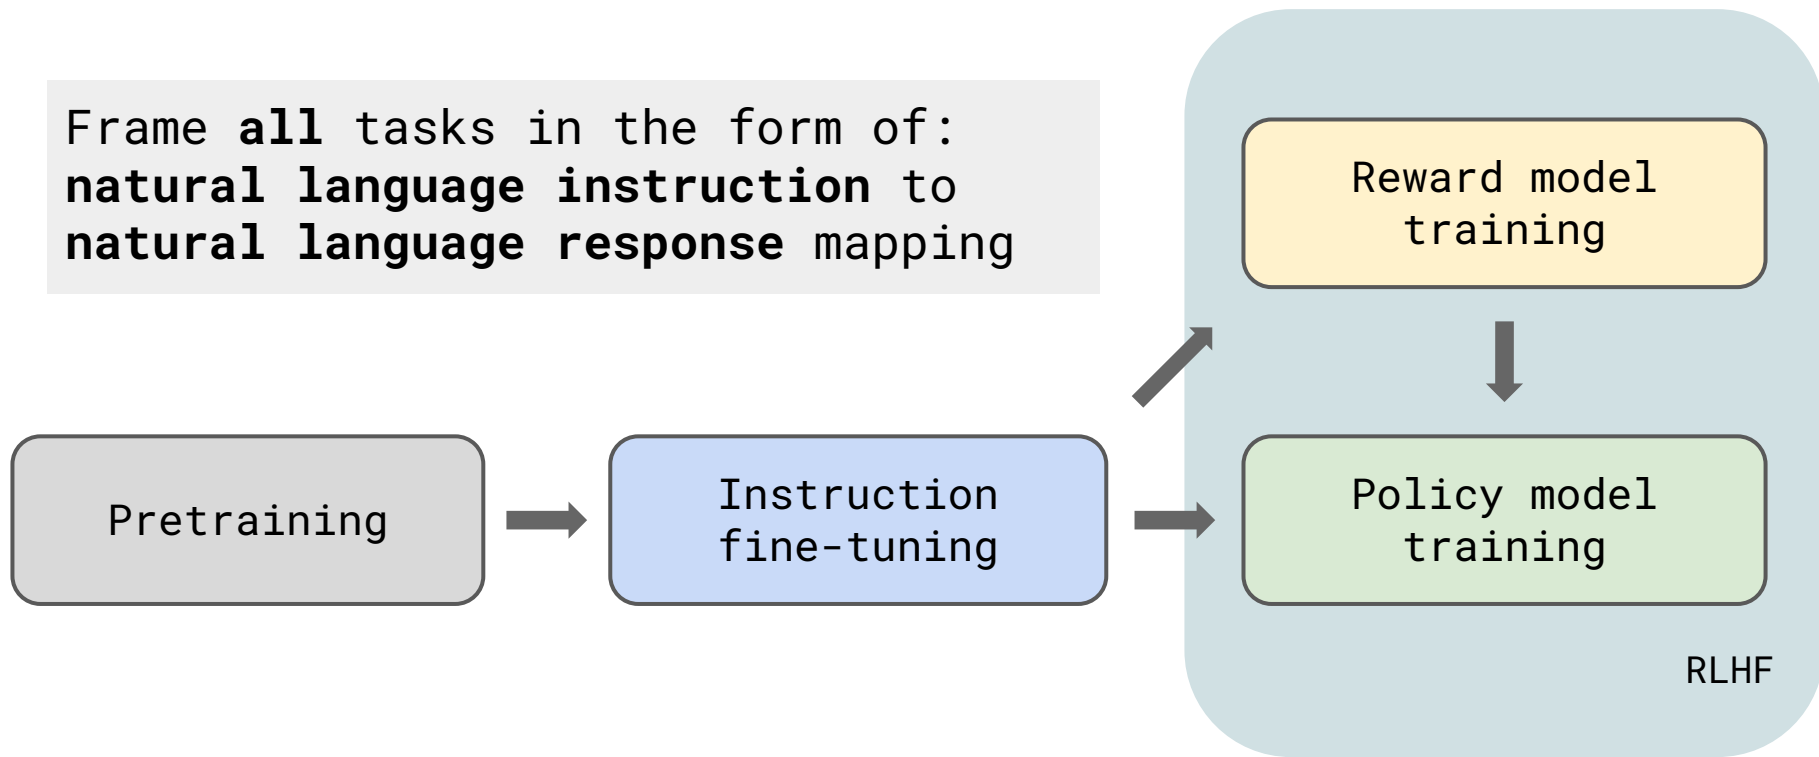 Frame all tasks in the form of:
natural language instruction to
natural language response mapping
Reward model
training
Pretraining
Instruction
fine-tuning
Policy model
training
RLHF